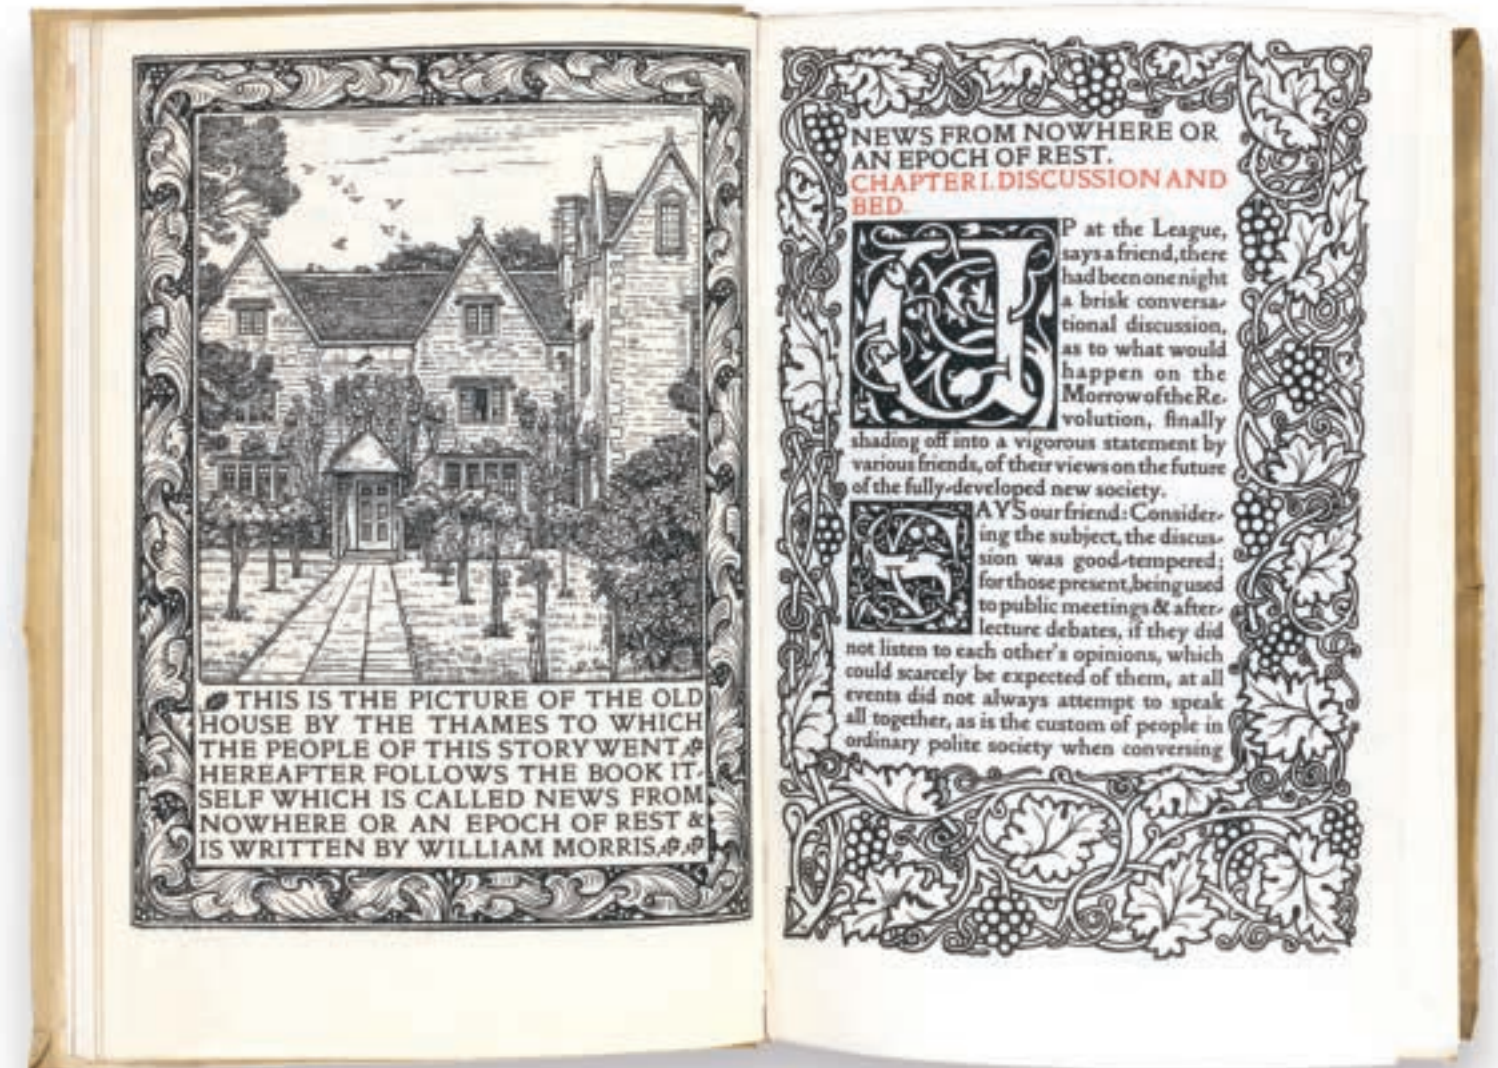 THIS IS THE PICTURE OF THE OLD
HOUSE BY THE THAMES TO WHICH
THE PEOPLE OF THIS STORY WENT
HEREAFTER FOLLOWS THE BOOK IT-
SELF WHICH IS CALLED NEWS FROM
NOWHERE OR AN EPOCH OF REST &
IS WRITTEN BY WILLIAM MORRIS.
NEWS FROM NOWHERE OR
AN EPOCH OF REST.
CHAPTER I. DISCUSSION AND
BED.
UP at the League,
says a friend, there
had been one night
a brisk conversa-
tional discussion,
as to what would
happen on the
Morrow of the Re-
volution, finally
shading off into a vigorous statement by
various friends, of their views on the future
of the fully-developed new society.
SAYS our friend: Consider-
ing the subject, the discus-
sion was good-tempered;
for those present, being used
to public meetings & after-
lecture debates, if they did
not listen to each other's opinions, which
could scarcely be expected of them, at all
events did not always attempt to speak
all together, as is the custom of people in
ordinary polite society when conversing